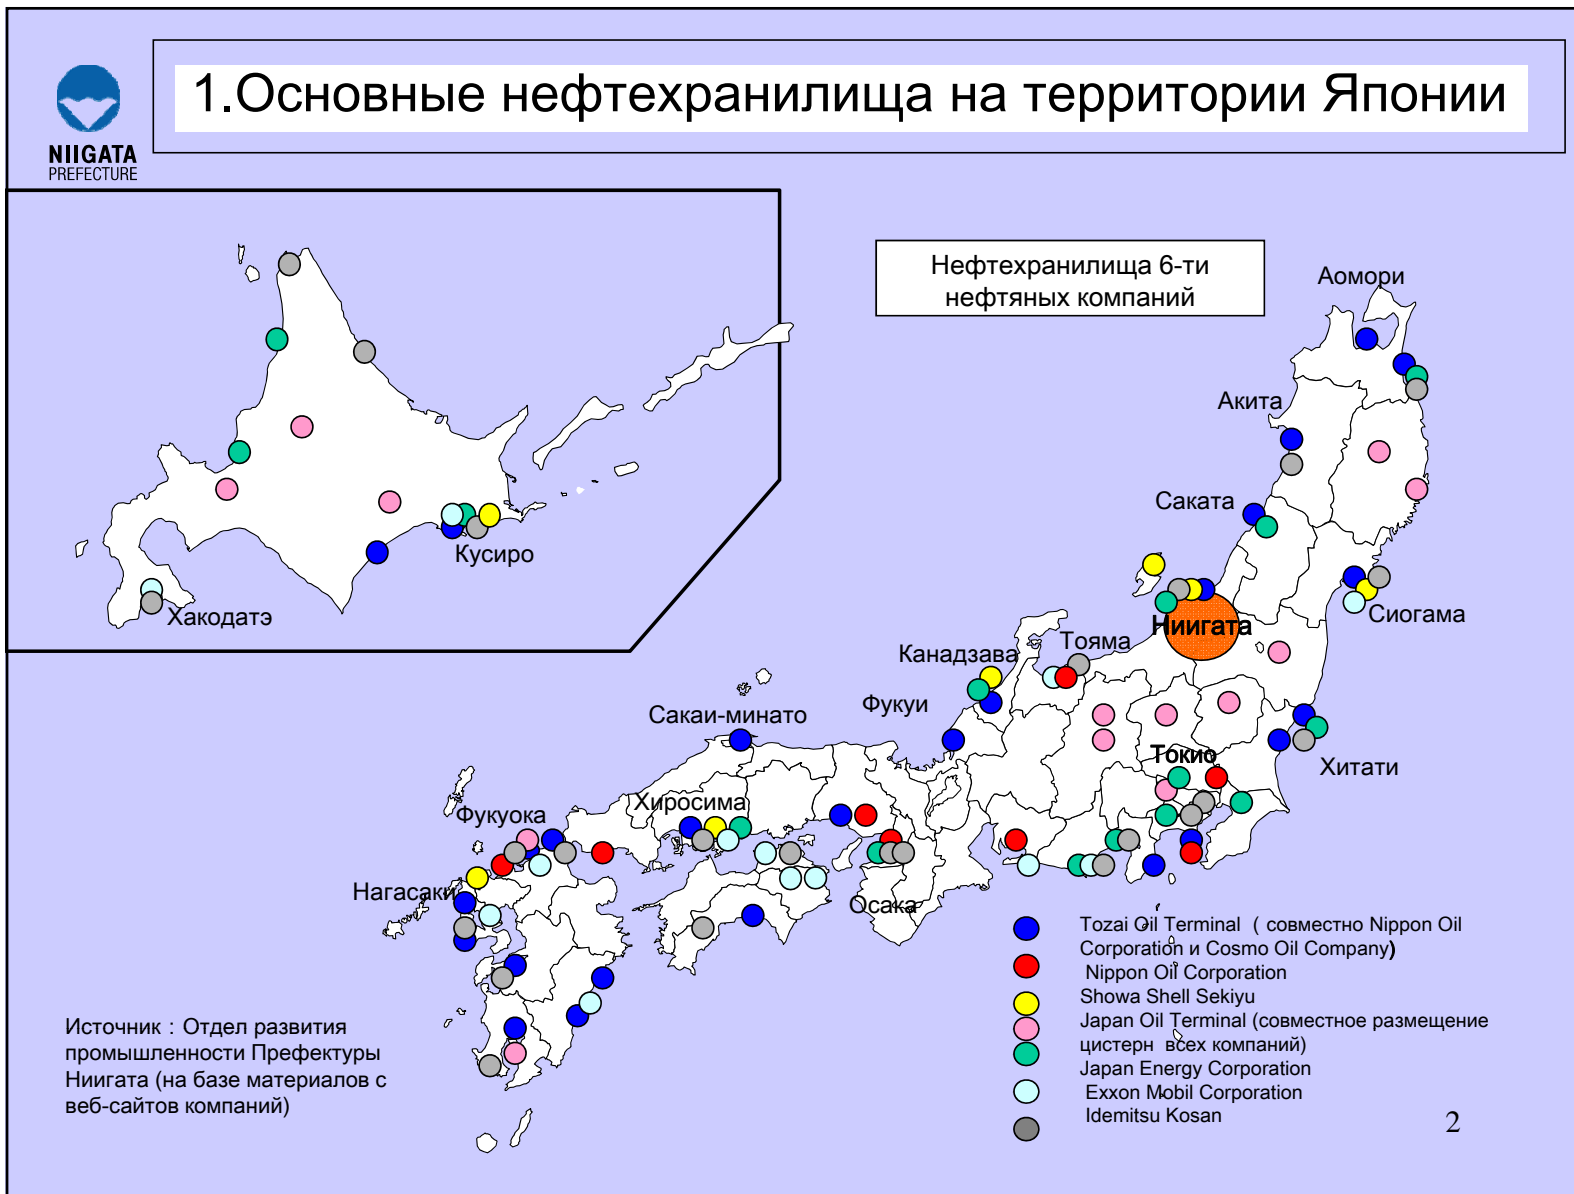 1.Основные нефтехранилища на территории Японии
NIIGATA
PREFECTURE
Нефтехранилища 6-ти
нефтяных компаний
Аомори
Акита
Саката
Кусиро
Хакодатэ
Сиогама
Ниигата
Тояма
Канадзава
Фукуи
Сакаи-минато
Токио
Хитати
Хиросима
Фукуока
Нагасаки
Осака
Tozai Oil Terminal ( совместно Nippon Oil
Corporation и Cosmo Oil Company)
Nippon Oil Corporation
Showa Shell Sekiyu
Japan Oil Terminal (совместное размещение
цистерн всех компаний)
Japan Energy Corporation
Exxon Mobil Corporation
Idemitsu Kosan
Источник : Отдел развития
промышленности Префектуры
Ниигата (на базе материалов с
веб-сайтов компаний)
2